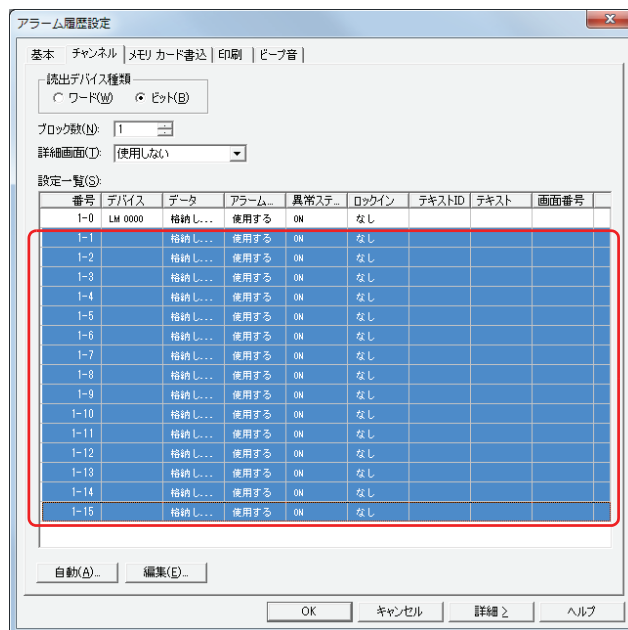 アラーム履歴設定
基本 チャンネル メモリ カード書込 印刷 ビープ音
読出デバイス種類
ワード(W) ビット(B)
ブロック数(N): 1
詳細画面(T): 使用しない
設定一覧(S):
番号 デバイス データ アラーム... 異常ステ... ロックイン テキストID テキスト 画面番号
1-0 LM 0000 格納し... 使用する ON なし
1-1 格納し... 使用する ON なし
1-2 格納し... 使用する ON なし
1-3 格納し... 使用する ON なし
1-4 格納し... 使用する ON なし
1-5 格納し... 使用する ON なし
1-6 格納し... 使用する ON なし
1-7 格納し... 使用する ON なし
1-8 格納し... 使用する ON なし
1-9 格納し... 使用する ON なし
1-10 格納し... 使用する ON なし
1-11 格納し... 使用する ON なし
1-12 格納し... 使用する ON なし
1-13 格納し... 使用する ON なし
1-14 格納し... 使用する ON なし
1-15 格納し... 使用する ON なし
自動(A)... 編集(E)...
OK キャンセル 詳細 ≥ ヘルプ